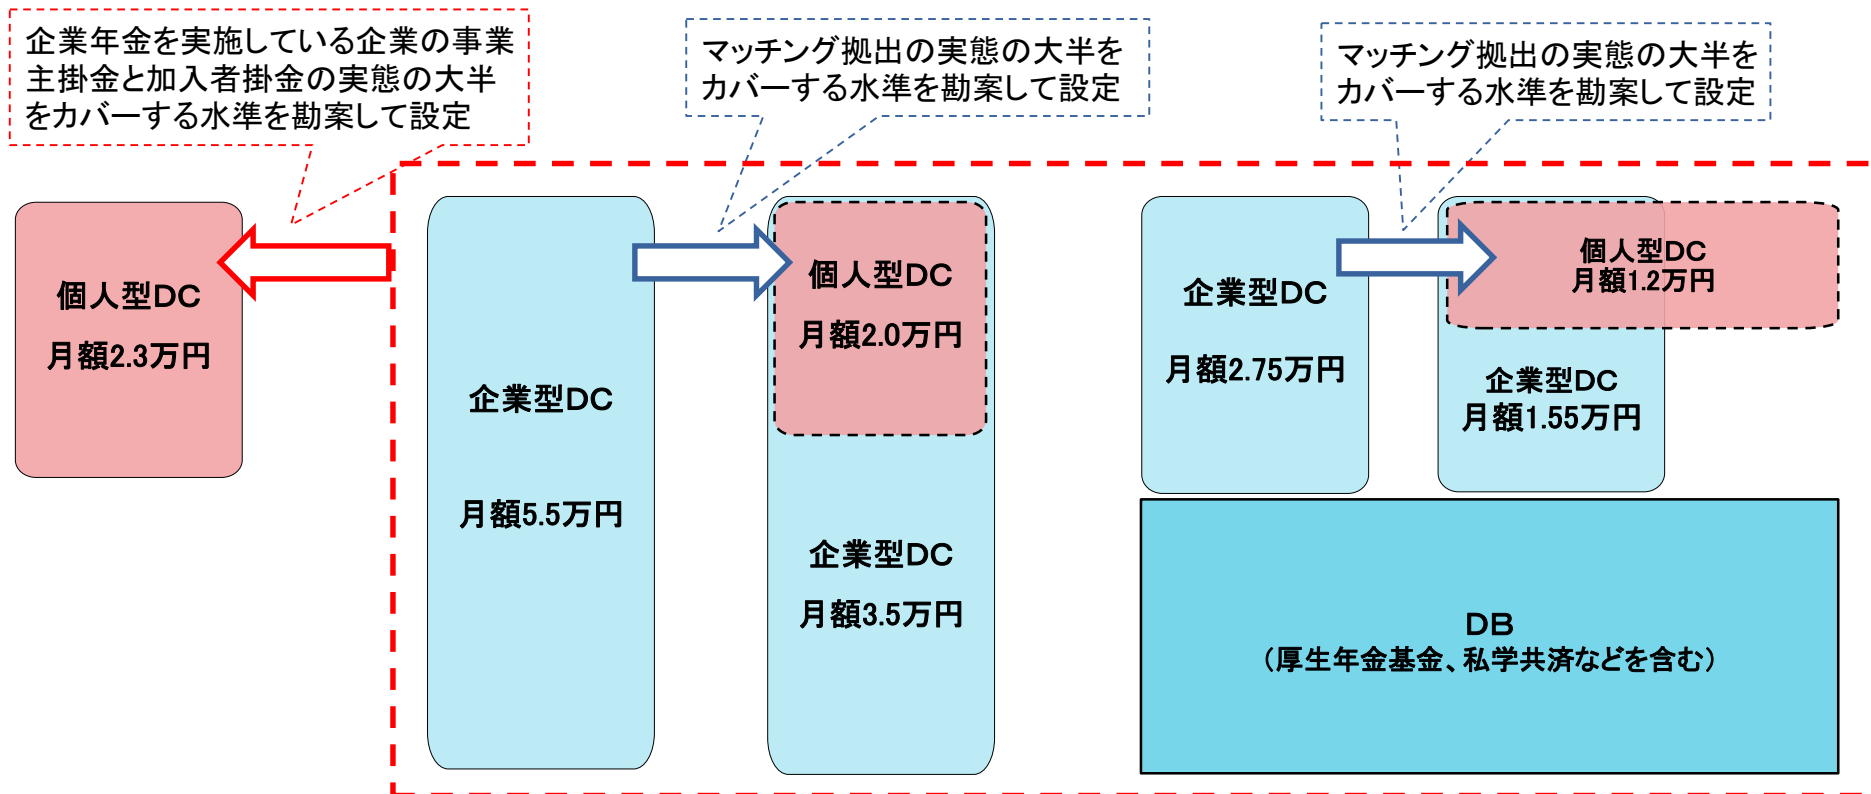 企業年金を実施している企業の事業
主掛金と加入者掛金の実態の大半
をカバーする水準を勘案して設定
マッチング拠出の実態の大半を
カバーする水準を勘案して設定
マッチング拠出の実態の大半を
カバーする水準を勘案して設定
個人型DC
月額2.3万円
企業型DC
月額5.5万円
個人型DC
月額2.0万円
企業型DC
月額3.5万円
企業型DC
月額2.75万円
個人型DC
月額1.2万円
企業型DC
月額1.55万円
DB
（厚生年金基金、私学共済などを含む）